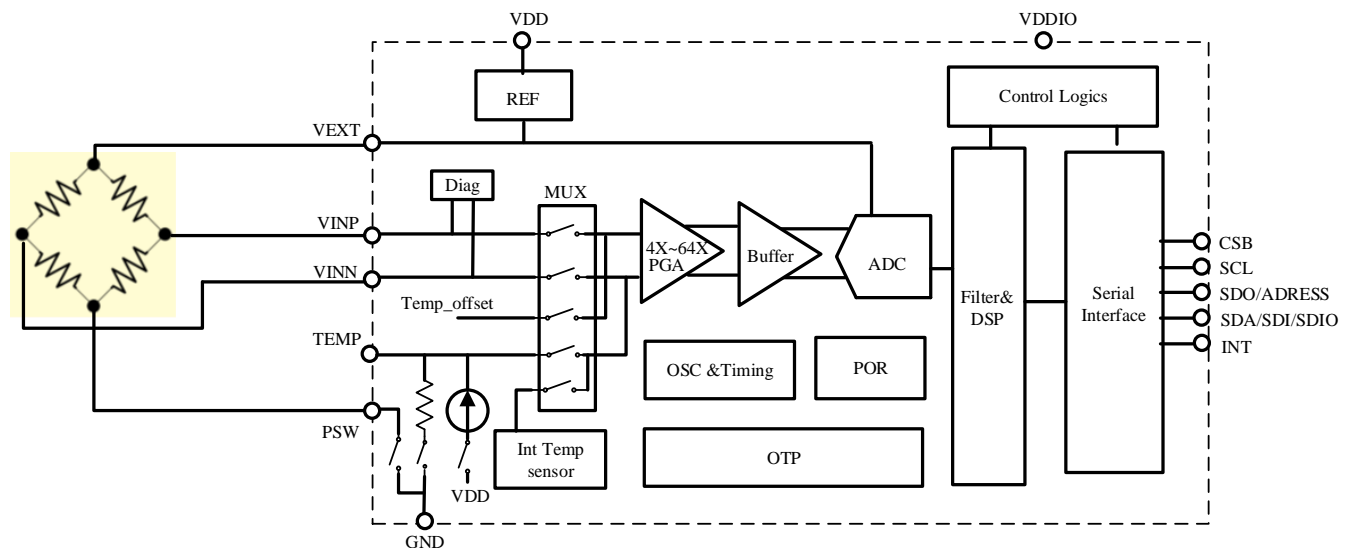 VDD
VDDIO
REF
Control Logics
VEXT
Diag
MUX
VINP
4X~64X
PGA
Buffer
ADC
CSB
VINN
SCL
Temp_offset
Filter&
DSP
Serial
Interface
SDO/ADRESS
SDA/SDI/SDIO
TEMP
INT
OSC &Timing
POR
PSW
Int Temp
sensor
OTP
VDD
GND